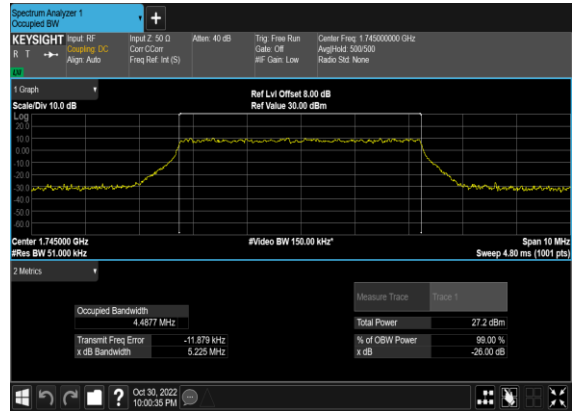 Spectrum Analyzer 1
Occupied BW
+
KEYSIGHT Input: RF Input Z: 50 Ω Atten: 40 dB Trig: Free Run Center Freq: 1.745000000 GHz
R T Coupling: DC Corr CCorr Gate: Off Avg|Hold: 500/500
Align: Auto Freq Ref: Int (S) #IF Gain: Low Radio Std: None
LW
1 Graph
Ref Lvl Offset 8.00 dB
Scale/Div 10.0 dB Ref Value 30.00 dBm
Log
20.0
10.0
0.00
-10.0
-20.0
-30.0
-40.0
-50.0
-60.0
Center 1.745000 GHz #Video BW 150.00 kHz* Span 10 MHz
#Res BW 51.000 kHz Sweep 4.80 ms (1001 pts)
2 Metrics
Measure Trace Trace 1
Occupied Bandwidth
4.4877 MHz Total Power 27.2 dBm
Transmit Freq Error -11.879 kHz % of OBW Power 99.00 %
x dB Bandwidth 5.225 MHz x dB -26.00 dB
? Oct 30, 2022
10:00:35 PM